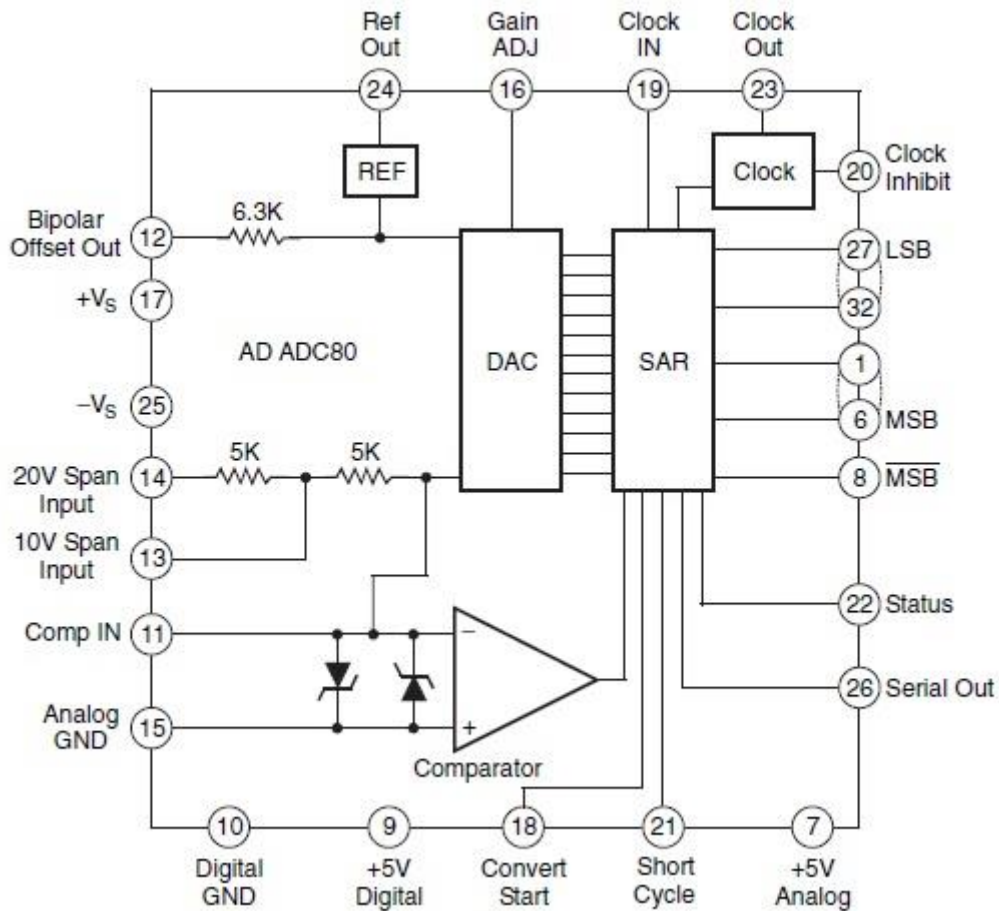 Ref
Out
Gain
ADJ
Clock
IN
Clock
Out
24
16
19
23
REF
Clock
20
Clock
Inhibit
Bipolar
Offset Out
12
6.3K
27
LSB
+VS
17
32
AD ADC80
DAC
SAR
1
−VS
25
6
MSB
20V Span
Input
14
5K
5K
8
MSB
10V Span
Input
13
22
Status
Comp IN
11
−
26
Serial Out
Analog
GND
15
+
Comparator
10
9
18
21
7
Digital
GND
+5V
Digital
Convert
Start
Short
Cycle
+5V
Analog